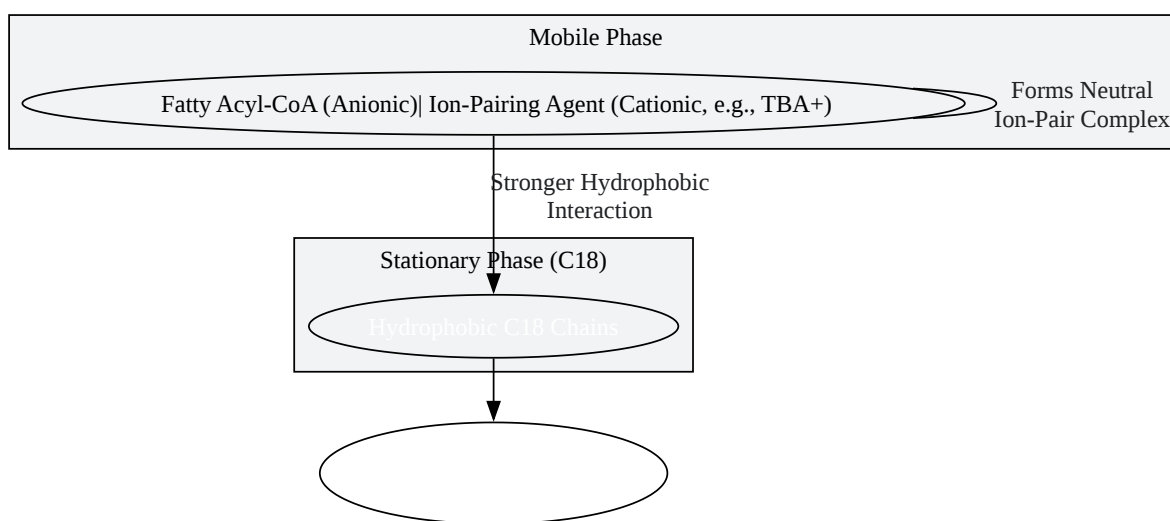 Mobile Phase
Fatty Acyl-CoA (Anionic)| Ion-Pairing Agent (Cationic, e.g., TBA+)
Forms Neutral
Ion-Pair Complex
Stronger Hydrophobic
Interaction
Stationary Phase (C18)
Hydrophobic C18 Chains